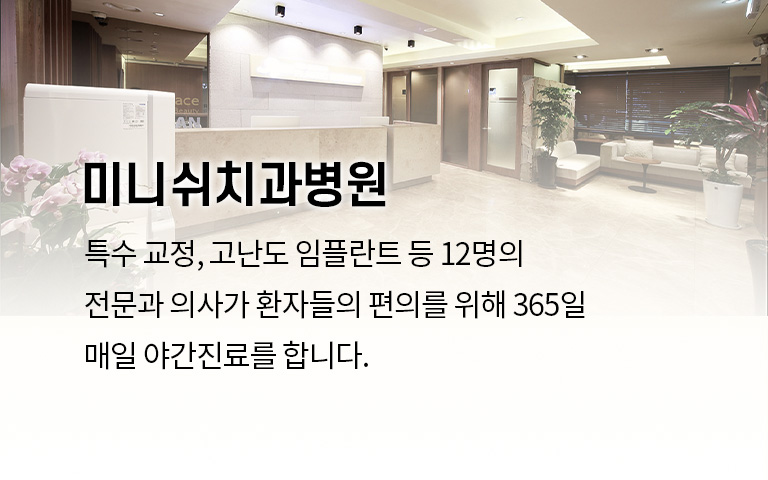 ace
Beauty
미니쉬치과병원
특수 교정, 고난도 임플란트 등 12명의
전문과 의사가 환자들의 편의를 위해 365일
매일 야간진료를 합니다.